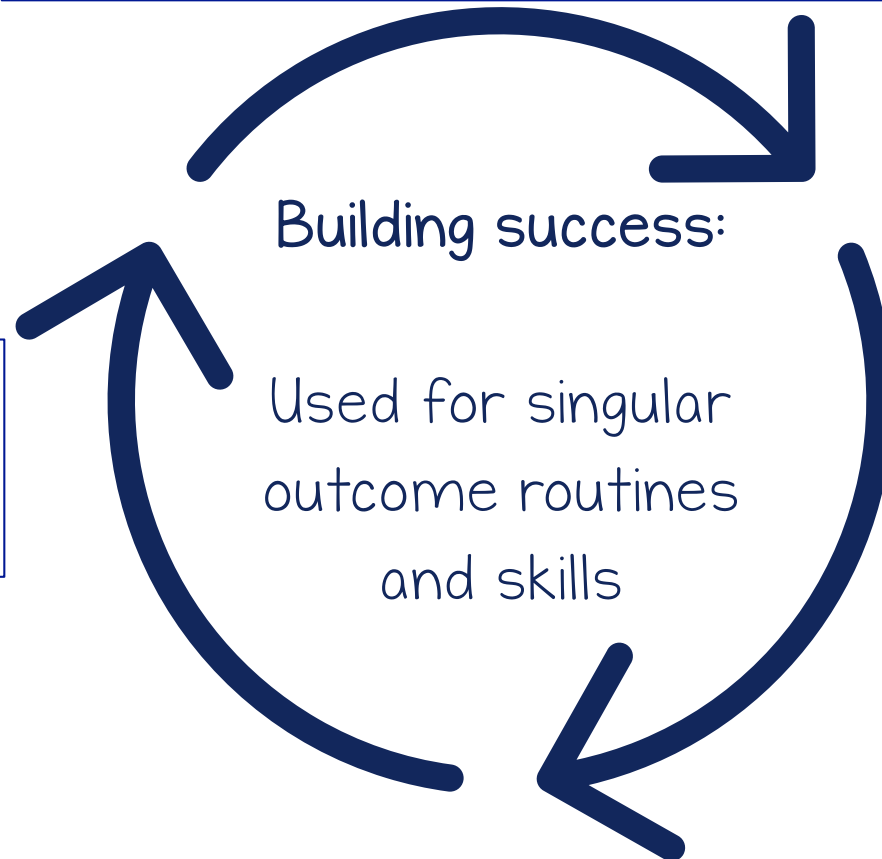 Building success:
Used for singular
outcome routines
and skills